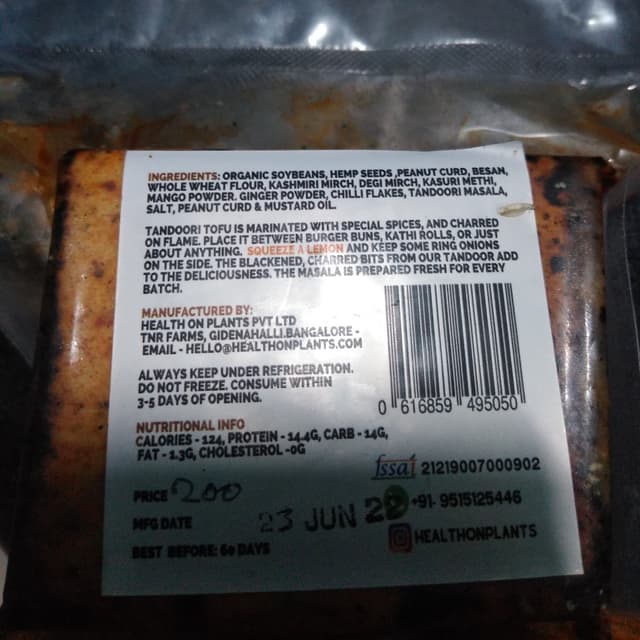 INGREDIENTS: ORGANIC SOYBEANS, HEMP SEEDS ,PEANUT CURD, BESAN,
WHOLE WHEAT FLOUR, KASHMIRI MIRCH, DEGI MIRCH, KASURI METHI,
MANGO POWDER. GINGER POWDER, CHILLI FLAKES, TANDOORI MASALA,
SALT, PEANUT CURD & MUSTARD OIL.
TANDOORI TOFU IS MARINATED WITH SPECIAL SPICES, AND CHARRED
ON FLAME. PLACE IT BETWEEN BURGER BUNS, KATHI ROLLS, OR JUST
ABOUT ANYTHING. SQUEEZE A LEMON AND KEEP SOME RING ONIONS
ON THE SIDE. THE BLACKENED, CHARRED BITS FROM OUR TANDOOR ADD
TO THE DELICIOUSNESS. THE MASALA IS PREPARED FRESH FOR EVERY
BATCH.
MANUFACTURED BY:
HEALTH ON PLANTS PVT LTD
TNR FARMS, GIDENAHALLI,BANGALORE -
EMAIL - HELLO@HEALTHONPLANTS.COM
ALWAYS KEEP UNDER REFRIGERATION.
DO NOT FREEZE. CONSUME WITHIN
3-5 DAYS OF OPENING.
0 616859 495050
NUTRITIONAL INFO
CALORIES - 124, PROTEIN - 14.4G, CARB - 14G,
FAT - 1.3G, CHOLESTEROL -0G
fssai 21219007000902
PRICE 200
MFG DATE 23 JUN 22 +91- 9515125446
HEALTHONPLANTS
BEST BEFORE: 60 DAYS